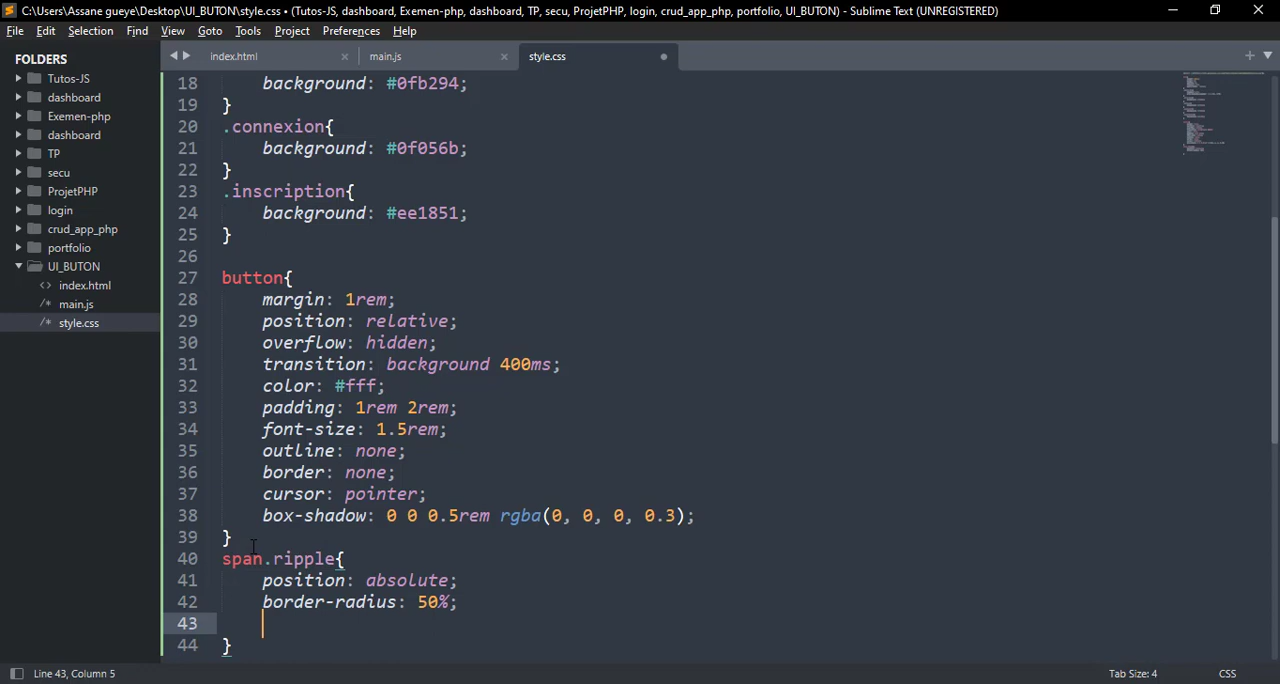 C:\Users\Assane gueye\Desktop\UI_BUTON\style.css • (Tutos-JS, dashboard, Exemen-php, dashboard, TP, secu, ProjetPHP, login, crud_app_php, portfolio, UI_BUTON) - Sublime Text (UNREGISTERED)
File Edit Selection Find View Goto Tools Project Preferences Help
FOLDERS
Tutos-JS
dashboard
Exemen-php
dashboard
TP
secu
ProjetPHP
login
crud_app_php
portfolio
UI_BUTON
<> index.html
/* main.js
/* style.css
index.html main.js style.css
18 background: #0fb294;
19 }
20 .connexion{
21 background: #0f056b;
22 }
23 .inscription{
24 background: #ee1851;
25 }
26
27 button{
28 margin: 1rem;
29 position: relative;
30 overflow: hidden;
31 transition: background 400ms;
32 color: #fff;
33 padding: 1rem 2rem;
34 font-size: 1.5rem;
35 outline: none;
36 border: none;
37 cursor: pointer;
38 box-shadow: 0 0 0.5rem rgba(0, 0, 0, 0.3);
39 }
40 span.ripple{
41 position: absolute;
42 border-radius: 50%;
43
44 }
Line 43, Column 5 Tab Size: 4 CSS